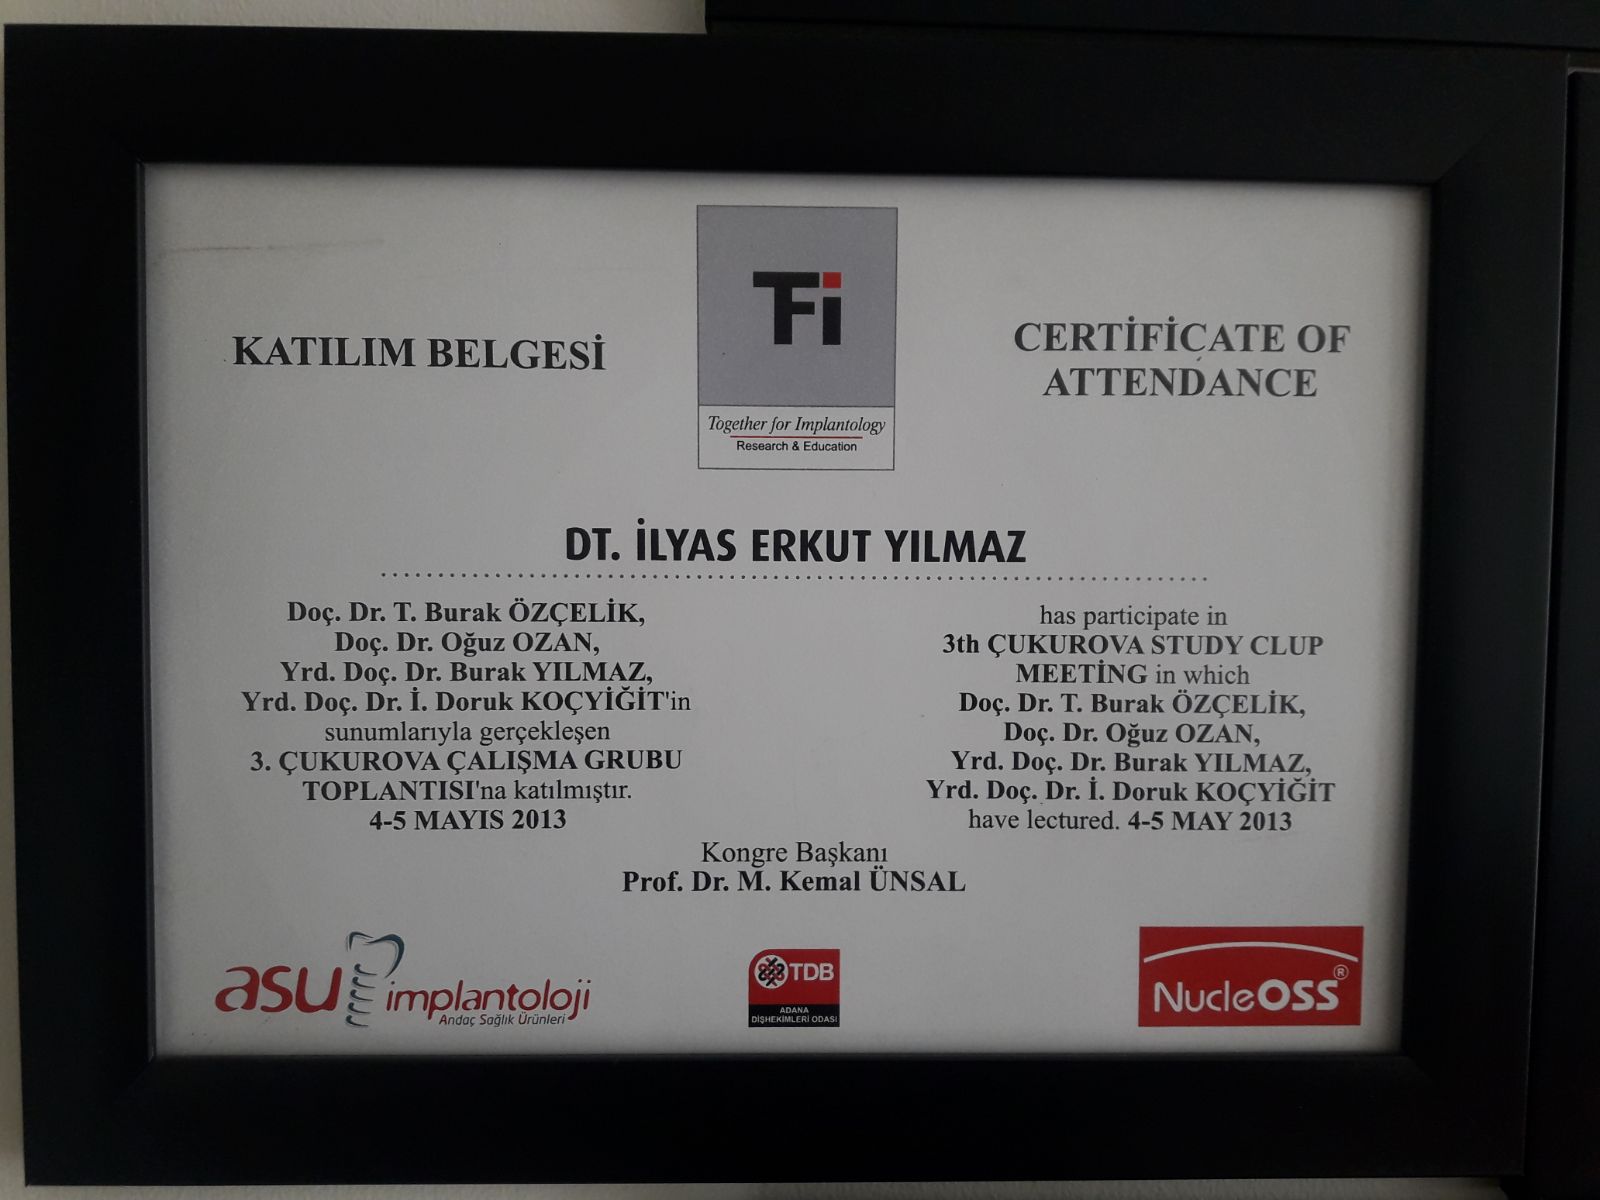 KATILIM BELGESİ
TFi
Together for Implantology
Research & Education
CERTİFİCATE OF
ATTENDANCE
DT. İLYAS ERKUT YILMAZ
Doç. Dr. T. Burak ÖZÇELİK,
Doç. Dr. Oğuz OZAN,
Yrd. Doç. Dr. Burak YILMAZ,
Yrd. Doç. Dr. İ. Doruk KOÇYİĞİT'in
sunumlarıyla gerçekleşen
3. ÇUKUROVA ÇALIŞMA GRUBU
TOPLANTISI'na katılmıştır.
4-5 MAYIS 2013
has participate in
3th ÇUKUROVA STUDY CLUP
MEETİNG in which
Doç. Dr. T. Burak ÖZÇELİK,
Doç. Dr. Oğuz OZAN,
Yrd. Doç. Dr. Burak YILMAZ,
Yrd. Doç. Dr. İ. Doruk KOÇYİĞİT
have lectured. 4-5 MAY 2013
Kongre Başkanı
Prof. Dr. M. Kemal ÜNSAL
asu implantoloji
Andaç Sağlık Ürünleri
TDB
ADANA
DİŞHEKİMLERİ ODASI
NucleOSS®